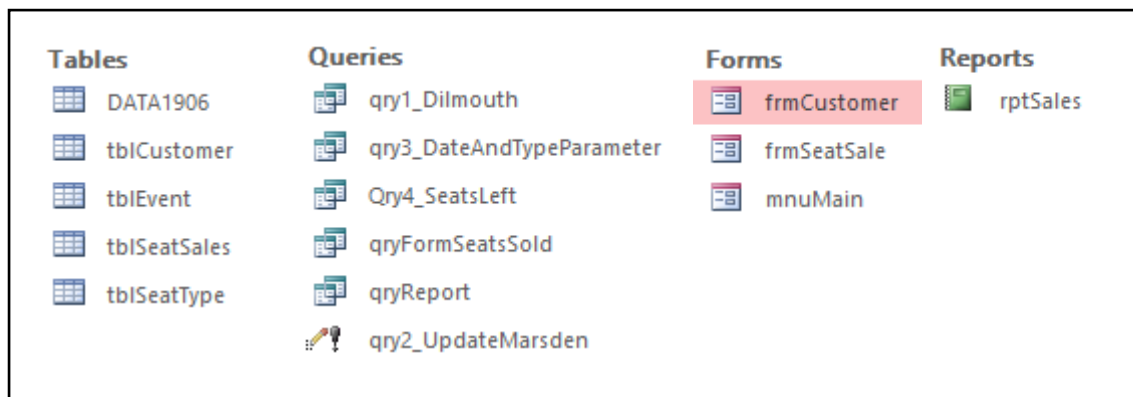 Tables
DATA1906
tblCustomer
tblEvent
tblSeatSales
tblSeatType
Queries
qry1_Dilmouth
qry3_DateAndTypeParameter
Qry4_SeatsLeft
qryFormSeatsSold
qryReport
qry2_UpdateMarsden
Forms
frmCustomer
frmSeatSale
mnuMain
Reports
rptSales